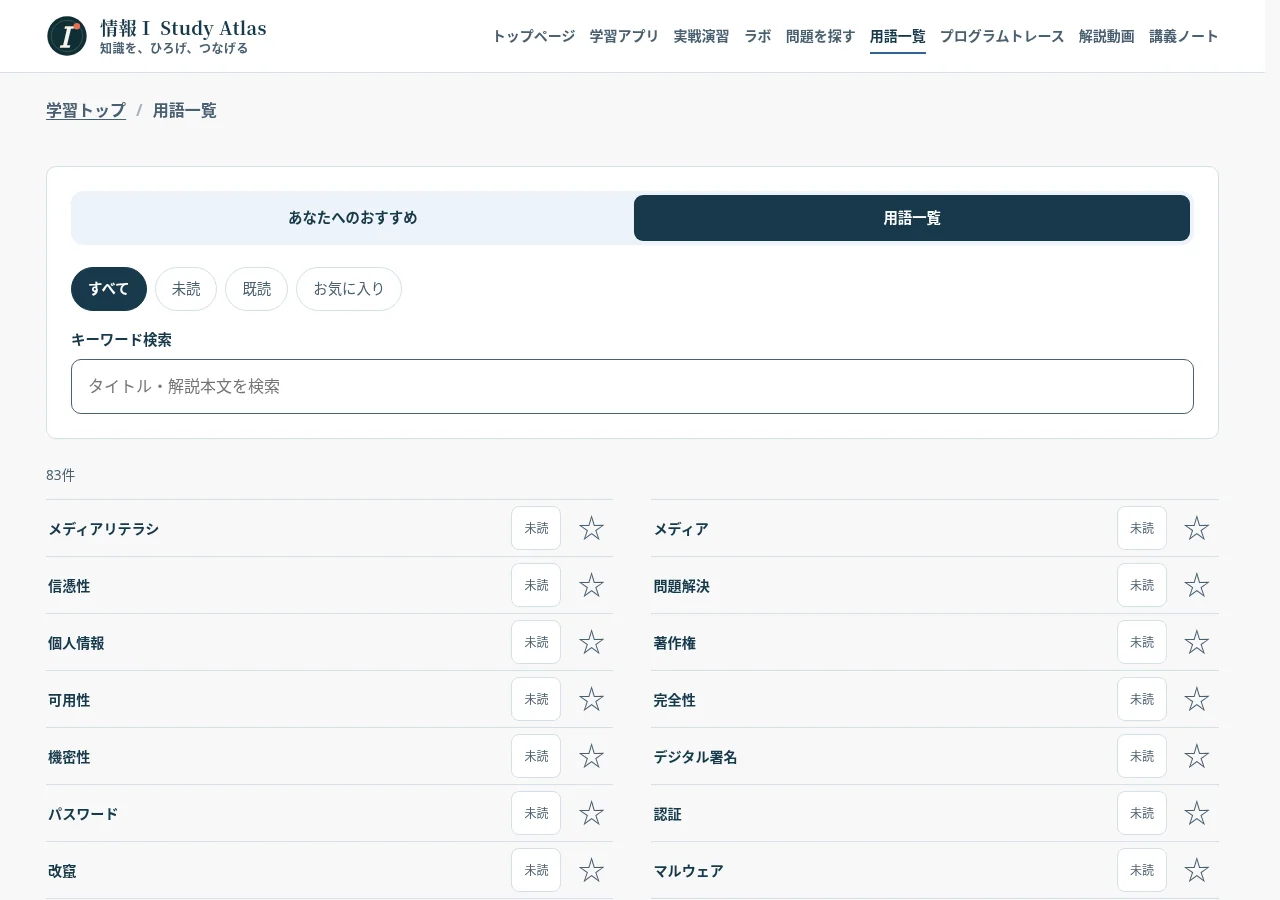 情報Ⅰ Study Atlas
知識を、ひろげ、つなげる
トップページ 学習アプリ 実戦演習 ラボ 問題を探す 用語一覧 プログラムトレース 解説動画 講義ノート
学習トップ / 用語一覧
あなたへのおすすめ 用語一覧
すべて 未読 既読 お気に入り
キーワード検索
タイトル・解説本文を検索
83件
メディアリテラシ 未読 ☆ メディア 未読 ☆
信憑性 未読 ☆ 問題解決 未読 ☆
個人情報 未読 ☆ 著作権 未読 ☆
可用性 未読 ☆ 完全性 未読 ☆
機密性 未読 ☆ デジタル署名 未読 ☆
パスワード 未読 ☆ 認証 未読 ☆
改竄 未読 ☆ マルウェア 未読 ☆